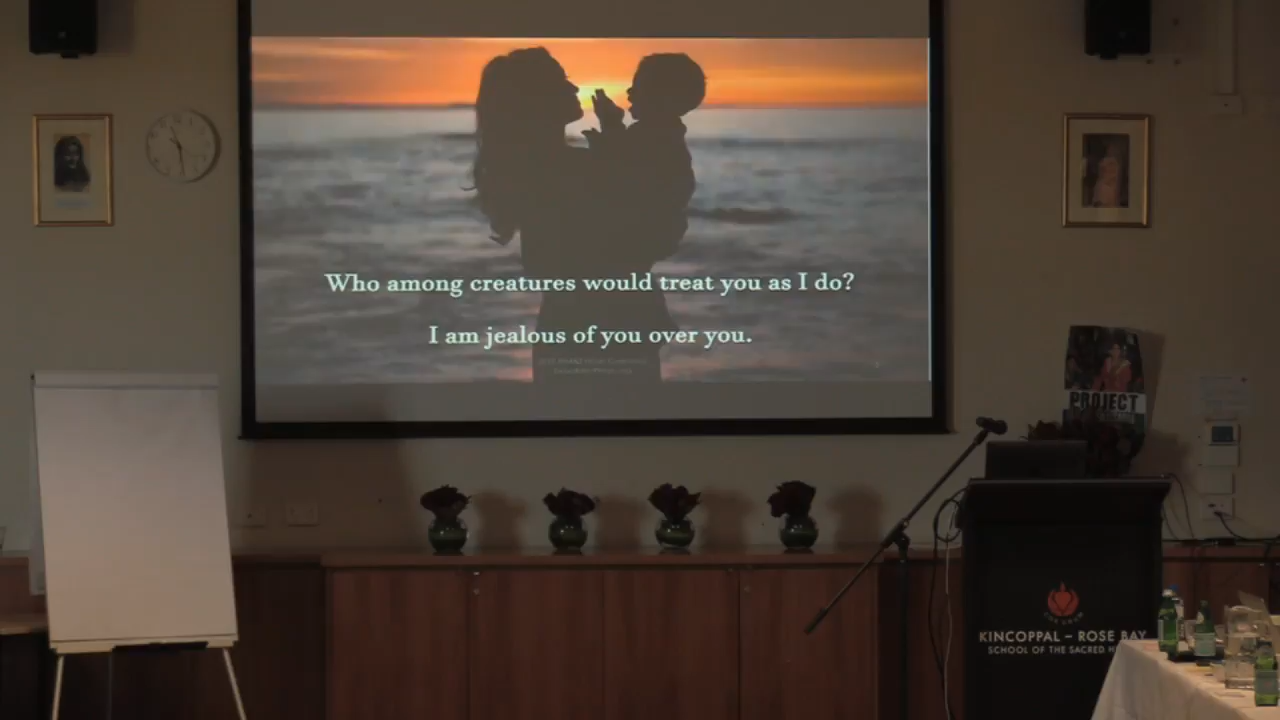 Who among creatures would treat you as I do?
I am jealous of you over you.
PROJECT
KINCOPPAL – ROSE BAY
SCHOOL OF THE SACRED